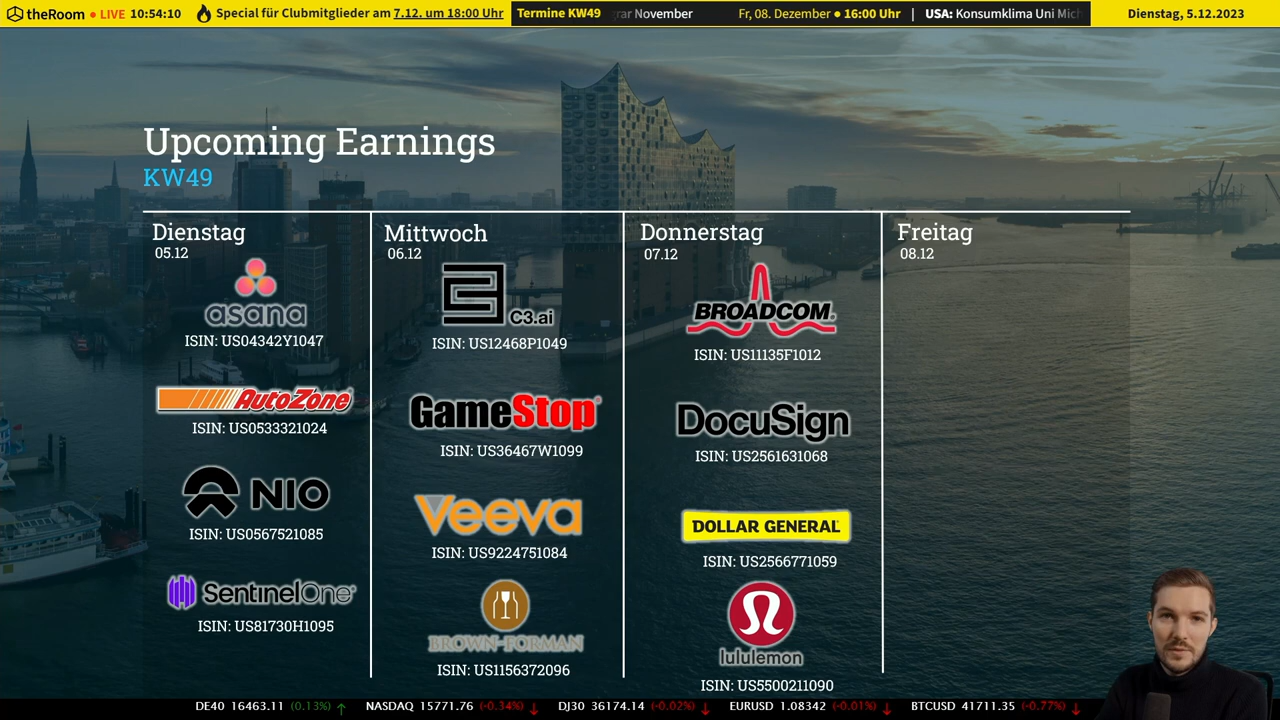 theRoom ● LIVE 10:54:10 Special für Clubmitglieder am 7.12. um 18:00 Uhr Termine KW49 rar November Fr, 08. Dezember ● 16:00 Uhr | USA: Konsumklima Uni Mich Dienstag, 5.12.2023
Upcoming Earnings
KW49
Dienstag
05.12
asana
ISIN: US04342Y1047
AutoZone
ISIN: US0533321024
NIO
ISIN: US0567521085
SentinelOne
ISIN: US81730H1095
Mittwoch
06.12
C3.ai
ISIN: US12468P1049
GameStop
ISIN: US36467W1099
Veeva
ISIN: US9224751084
BROWN-FORMAN
ISIN: US1156372096
Donnerstag
07.12
BROADCOM
ISIN: US11135F1012
DocuSign
ISIN: US2561631068
DOLLAR GENERAL
ISIN: US2566771059
lululemon
ISIN: US5500211090
Freitag
08.12
DE40 16463.11 (0.13%) ↑ NASDAQ 15771.76 (-0.34%) ↓ DJ30 36174.14 (-0.02%) ↓ EURUSD 1.08342 (-0.01%) ↓ BTCUSD 41711.35 (-0.77%) ↓